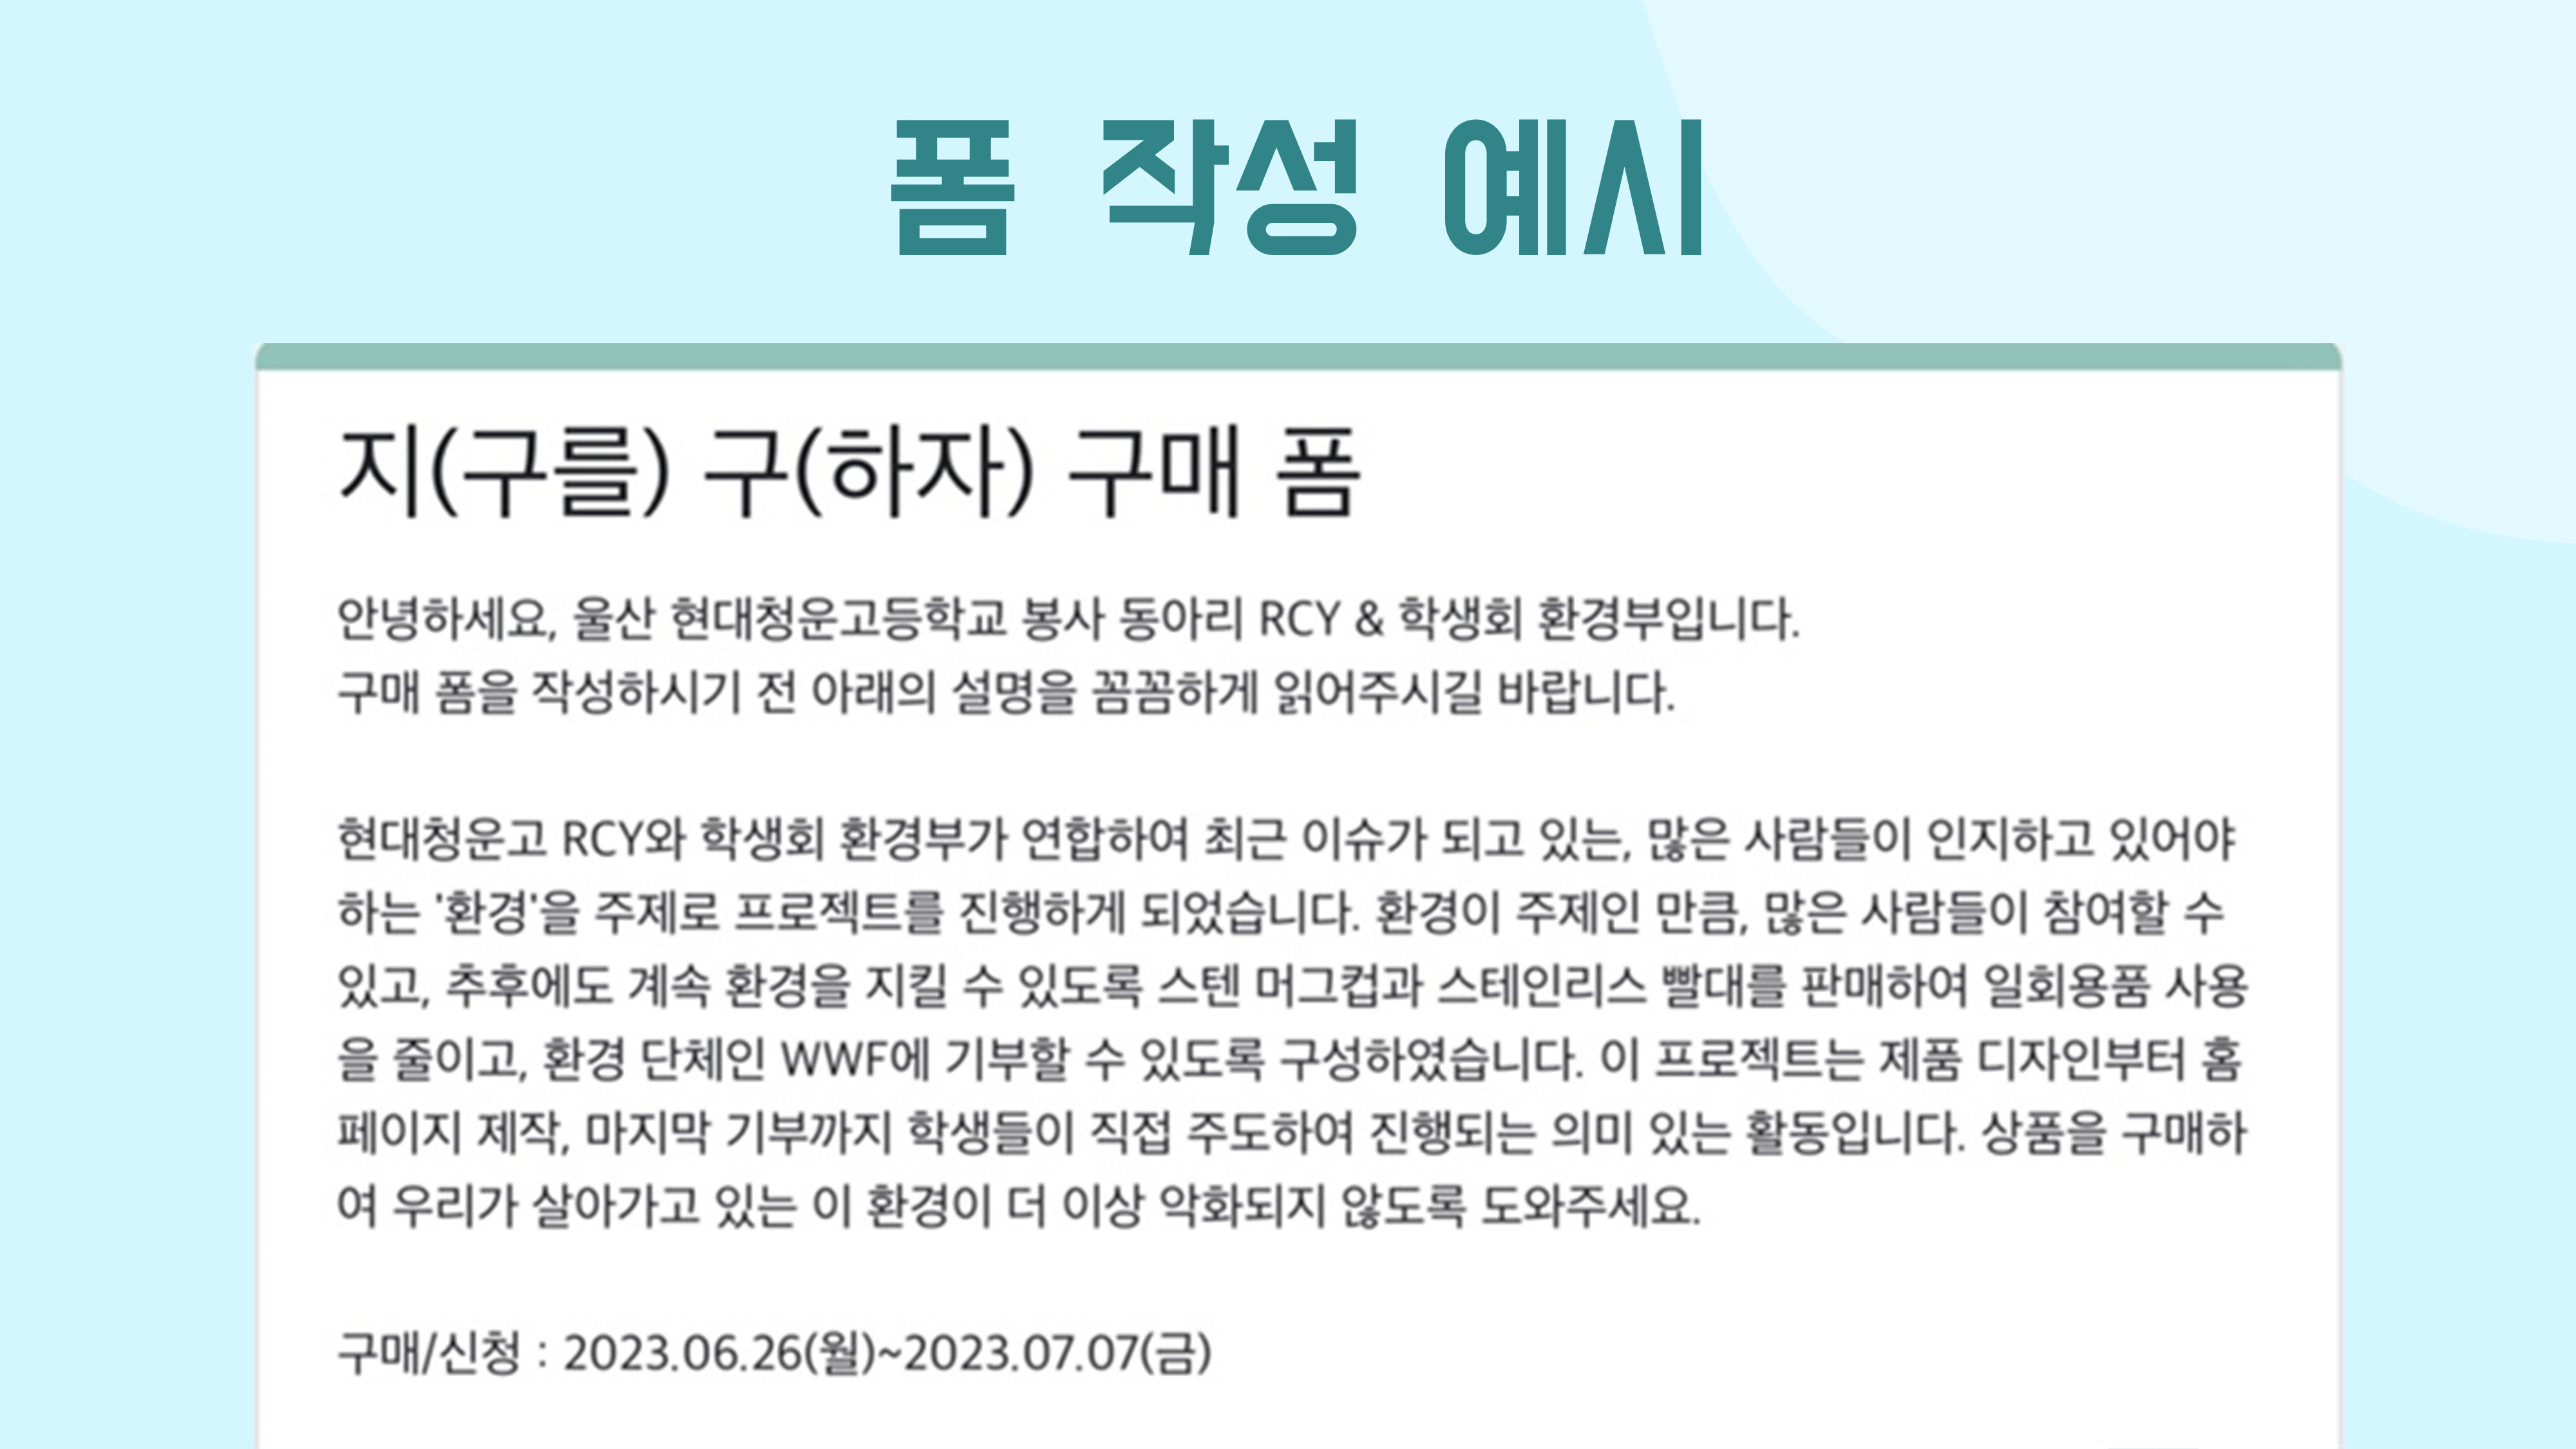 폼 작성 예시
지(구를) 구(하자) 구매 폼
안녕하세요, 울산 현대청운고등학교 봉사 동아리 RCY & 학생회 환경부입니다.
구매 폼을 작성하시기 전 아래의 설명을 꼼꼼하게 읽어주시길 바랍니다.
현대청운고 RCY와 학생회 환경부가 연합하여 최근 이슈가 되고 있는, 많은 사람들이 인지하고 있어야
하는 '환경'을 주제로 프로젝트를 진행하게 되었습니다. 환경이 주제인 만큼, 많은 사람들이 참여할 수
있고, 추후에도 계속 환경을 지킬 수 있도록 스텐 머그컵과 스테인리스 빨대를 판매하여 일회용품 사용
을 줄이고, 환경 단체인 WWF에 기부할 수 있도록 구성하였습니다. 이 프로젝트는 제품 디자인부터 홈
페이지 제작, 마지막 기부까지 학생들이 직접 주도하여 진행되는 의미 있는 활동입니다. 상품을 구매하
여 우리가 살아가고 있는 이 환경이 더 이상 악화되지 않도록 도와주세요.
구매/신청 : 2023.06.26(월)~2023.07.07(금)